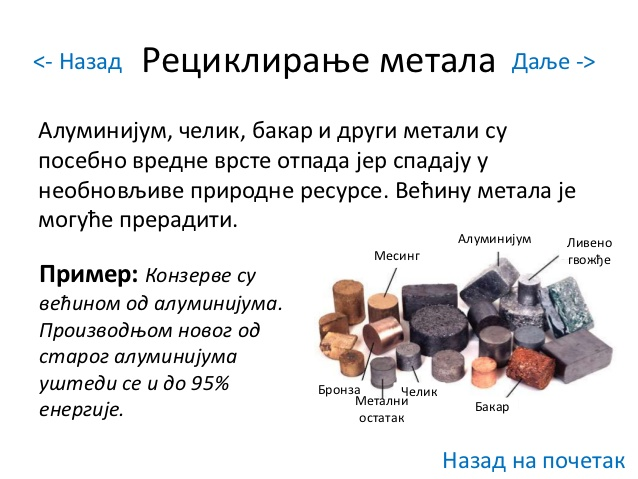 <- Назад
Рециклирање метала
Даље ->
Алуминијум, челик, бакар и други метали су
посебно вредне врсте отпада јер спадају у
необновљиве природне ресурсе. Већину метала је
могуће прерадити.
Пример: Конзерве су
већином од алуминијума.
Производњом новог од
старог алуминијума
уштеди се и до 95%
енергије.
Месинг
Алуминијум
Ливено
гвожђе
Бронза
Метални
остатак
Челик
Бакар
Назад на почетак